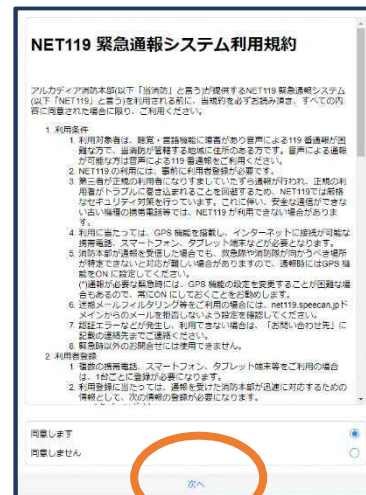 NET119 緊急通報システム利用規約
アルカディア消防本部(以下「当消防」と言う)が提供するNET119 緊急通報システム
(以下「NET119」と言う)を利用される前に、当規約を必ずお読み頂き、すべての内
容に同意された場合に限り、ご利用ください。
1. 利用条件
1. 利用対象者は、聴覚・言語機能に障害があり音声による119 番通報が困
難な方で、当消防が管轄する地域に住所のある方です。音声による通報
が可能な方は音声による119 番通報をご利用ください。
2. NET119 の利用には、事前に利用者登録が必要です。
3. 第三者が正規の利用者になりすましていたずら通報が行われ、正規の利
用者がトラブルに巻き込まれることを回避するため、NET119では厳格
なセキュリティ対策を行っています。これに伴い、安全な通信ができな
い古い機種の携帯電話等では、NET119 が利用できない場合がありま
す。
4. 利用に当たっては、GPS 機能を搭載し、インターネットに接続が可能な
携帯電話、スマートフォン、タブレット端末などが必要となります。
5. 消防本部が通報を受信した場合でも、救急隊や消防隊が向かうべき場所
が特定できないと対応が難しい場合がありますので、通報時にはGPS 機
能をON に設定してください。
(*)通報が必要な緊急時には、GPS 機能の設定を変更することが困難な場
合もあるので、常にON にしておくことをお勧めします。
6. 迷惑メールフィルタリング等をご利用の場合には、net119.speecan.jpド
メインからのメールを拒否しないよう設定を確認してください。
7. 認証エラーなどが発生し、利用できない場合は、「お問い合わせ先」に
記載の連絡先までご連絡ください。
8. 緊急時以外のお問合せには使用できません。
2. 利用者登録
1. 複数の携帯電話、スマートフォン、タブレット端末等をご利用の場合
は、1台ごとに登録が必要になります。
2. 利用登録に当たっては、通報を受けた消防本部が迅速に対応するための
情報として、次の情報の登録が必要になります。
同意します
同意しません
次へ